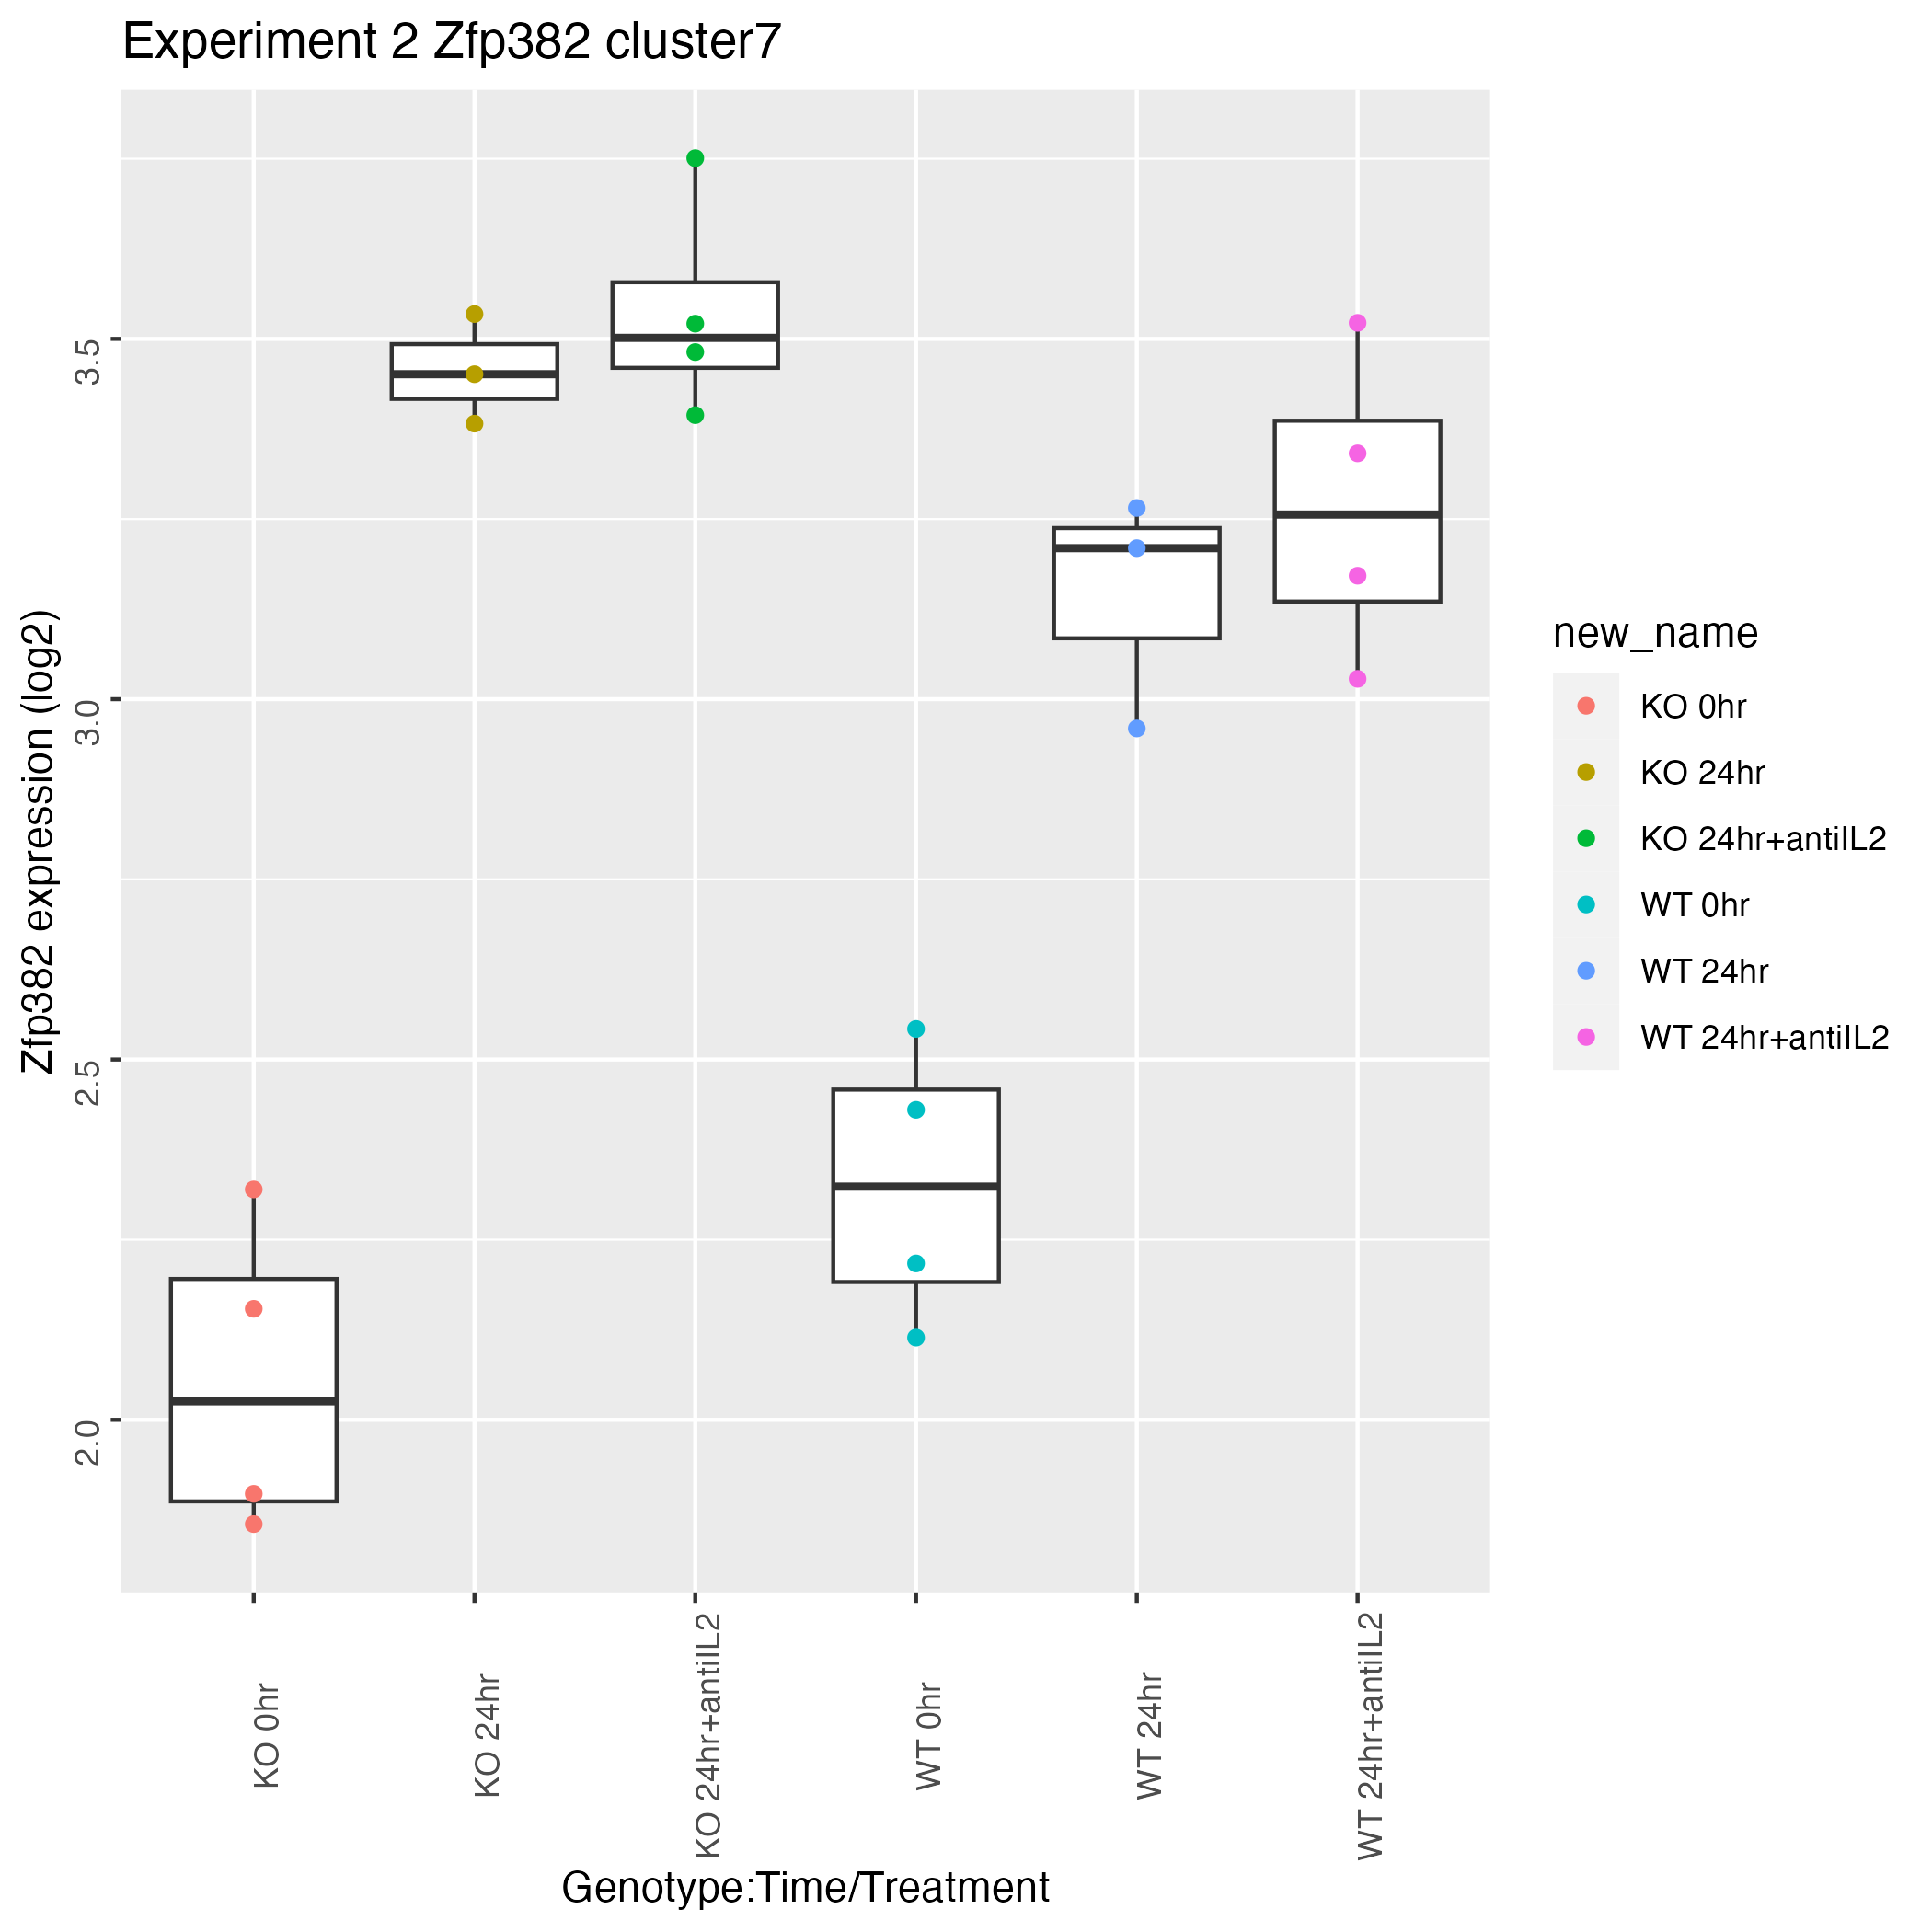 Experiment 2 Zfp382 cluster7
Zfp382 expression (log2)
3.5
3.0
2.5
2.0
KO 0hr
KO 24hr
KO 24hr+antiIL2
WT 0hr
WT 24hr
WT 24hr+antiIL2
Genotype:Time/Treatment
new_name
KO 0hr
KO 24hr
KO 24hr+antiIL2
WT 0hr
WT 24hr
WT 24hr+antiIL2